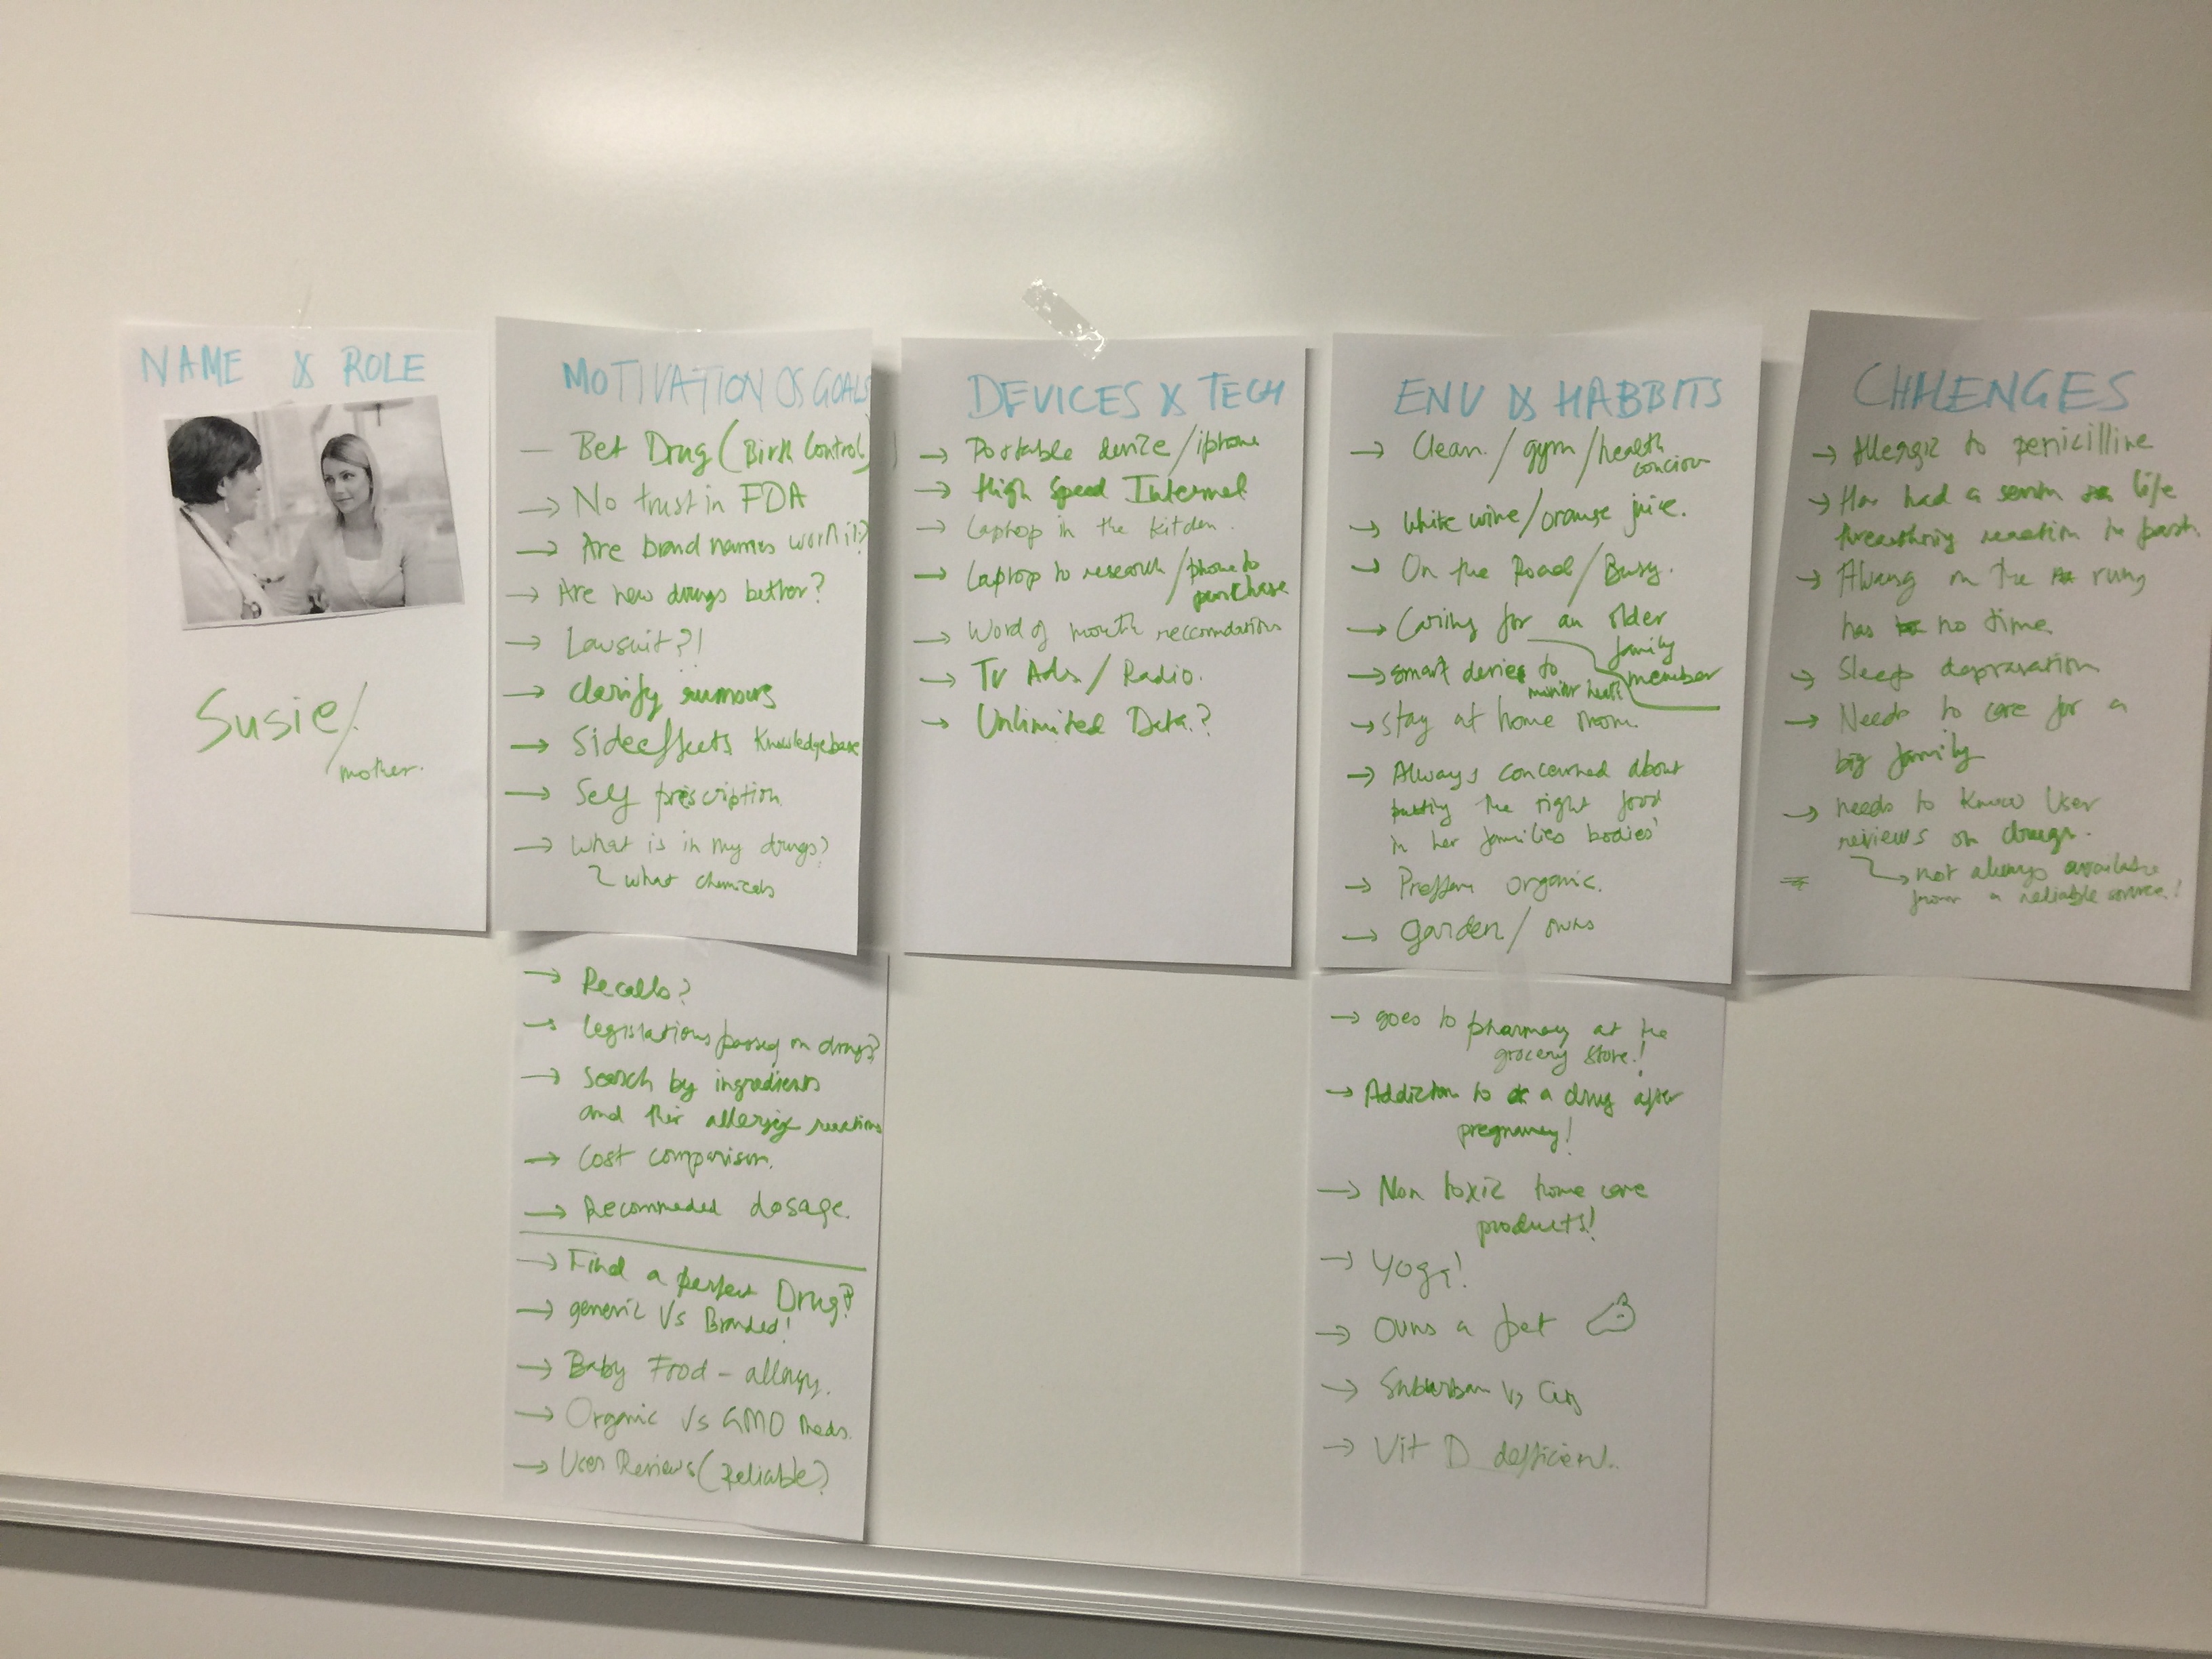 NAME & ROLE
Susie/
mother.
MOTIVATION & GOALS
Bet Drug (Birth Control)
→ No trust in FDA
→ Are brand names worth it?
→ Are new drugs better?
→ Lawsuit?!
→ clarify rumours
→ Sideeffects knowledgebase
→ Self prescription.
→ What is in my drugs?
what chemicals
→ Recalls?
→ legislations passed on drugs?
→ Search by ingredients
and their allergic reactions
→ Cost comparison.
→ Recommeded dosage.
→ Find a perfect Drug?
→ generic Vs Branded!
→ Baby Food - allergy.
→ Organic Vs GMO meds.
→ User Reviews (Reliable?)
DEVICES & TECH
→ Portable device/iphone
→ High Speed Internet
→ Laptop in the kitchen.
→ Laptop to research/phone to
purchase
→ Word of mouth
→ TV Ads/Radio.
→ Unlimited Data.?
ENV & HABBITS
→ Clean./gym/health
concious
→ White wine/orange juice.
→ On the Road/Busy.
→ Caring for an older
family
member
→ smart devices to
monitor health
→ stay at home mom.
→ Always concerned about
putting the right food
in her families bodies'
→ organic.
→ garden/owns
→ goes to pharmacy at the
grocery store.!
→ Addiction to a drug after
pregnancy!
→ Non toxic home care
products!
→ Yoga!
→ Owns a pet
→ Suburban Vs City
→ Vit D defficient..
CHALENGES
→ Allergic to penicilline
→ Has had a life
threatning reaction in past.
→ Always on the run,
has no time.
→ Sleep depravation
→ Needs to care for a
big family
→ needs to know User
reviews on drugs.
→ not always available
from a reliable source!